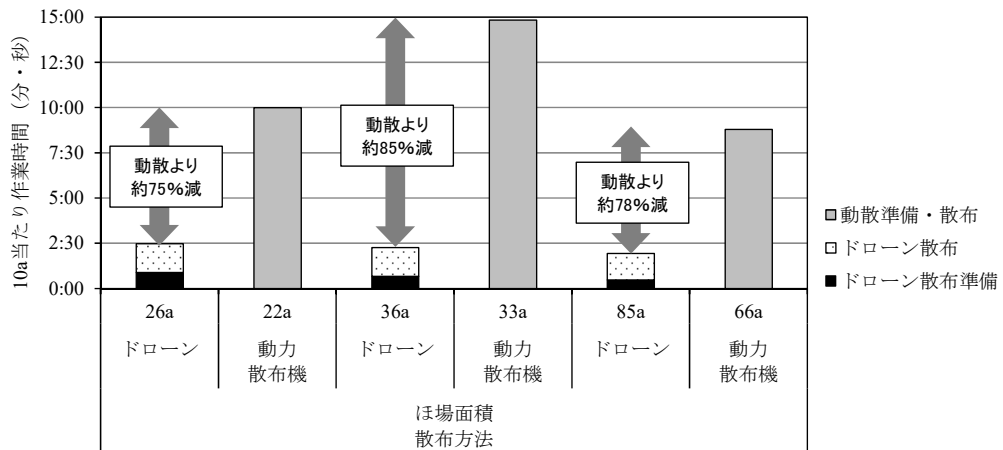 10a当たり作業時間（分・秒）
15:00
12:30
10:00
7:30
5:00
2:30
0:00
動散より
約75%減
動散より
約85%減
動散より
約78%減
26a
22a
36a
33a
85a
66a
ドローン
動力
散布機
ドローン
動力
散布機
ドローン
動力
散布機
ほ場面積
散布方法
動散準備・散布
ドローン散布
ドローン散布準備